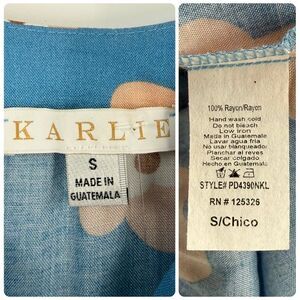 KARLIE
S
MADE IN
GUATEMALA
100% Rayon/Rayon
Hand wash cold
Do not bleach
Low iron
Made in Guatemala
Lavar agua fria
No usar blanqueador
Planchar al reves
Secar colgado
Hecho en Guatemala
STYLE# PD4390NKL
RN # 125326
S/Chico